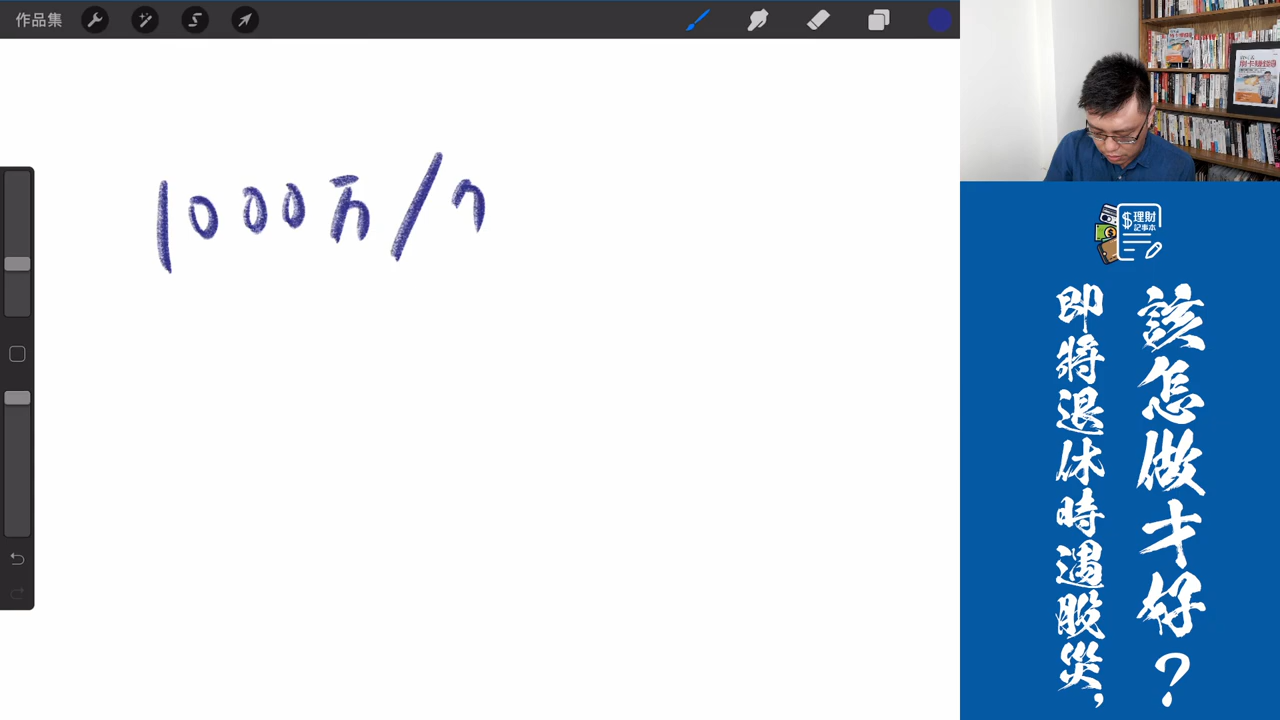 作品集
1000万/7
$理財
記事本
即將退休時遇股災，
該怎做才好？